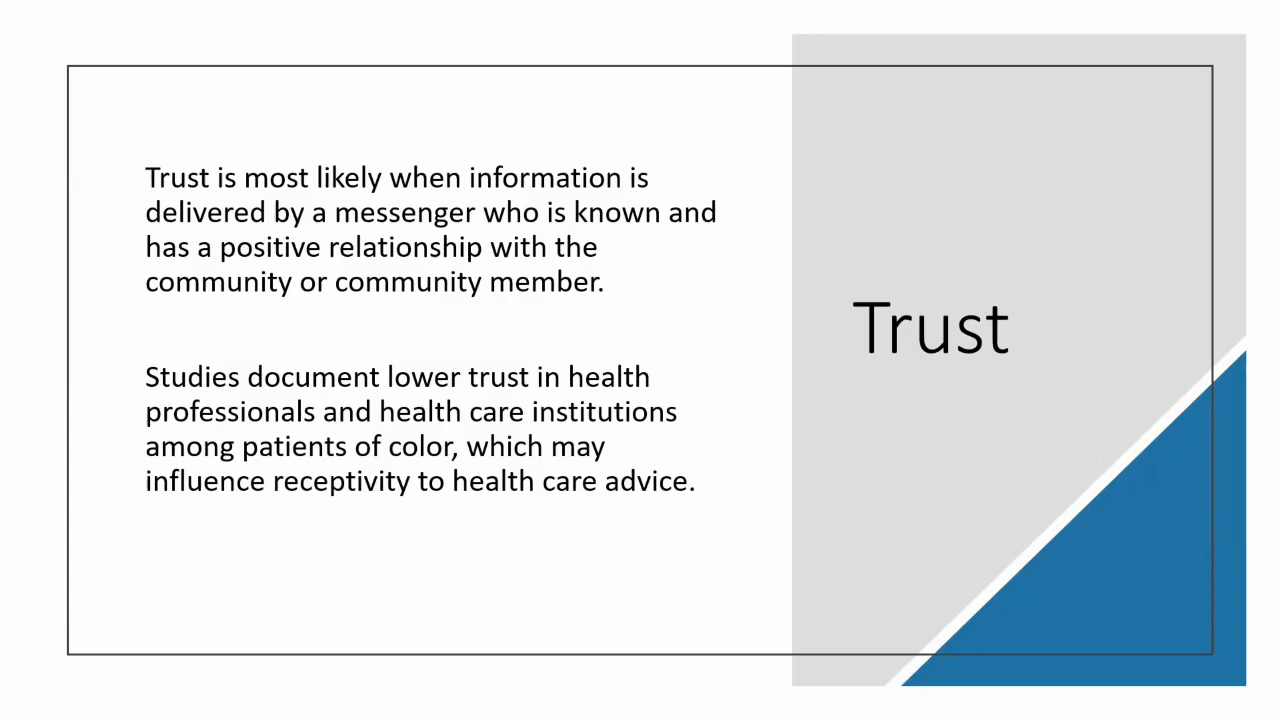 Trust is most likely when information is
delivered by a messenger who is known and
has a positive relationship with the
community or community member.
Studies document lower trust in health
professionals and health care institutions
among patients of color, which may
influence receptivity to health care advice.
Trust